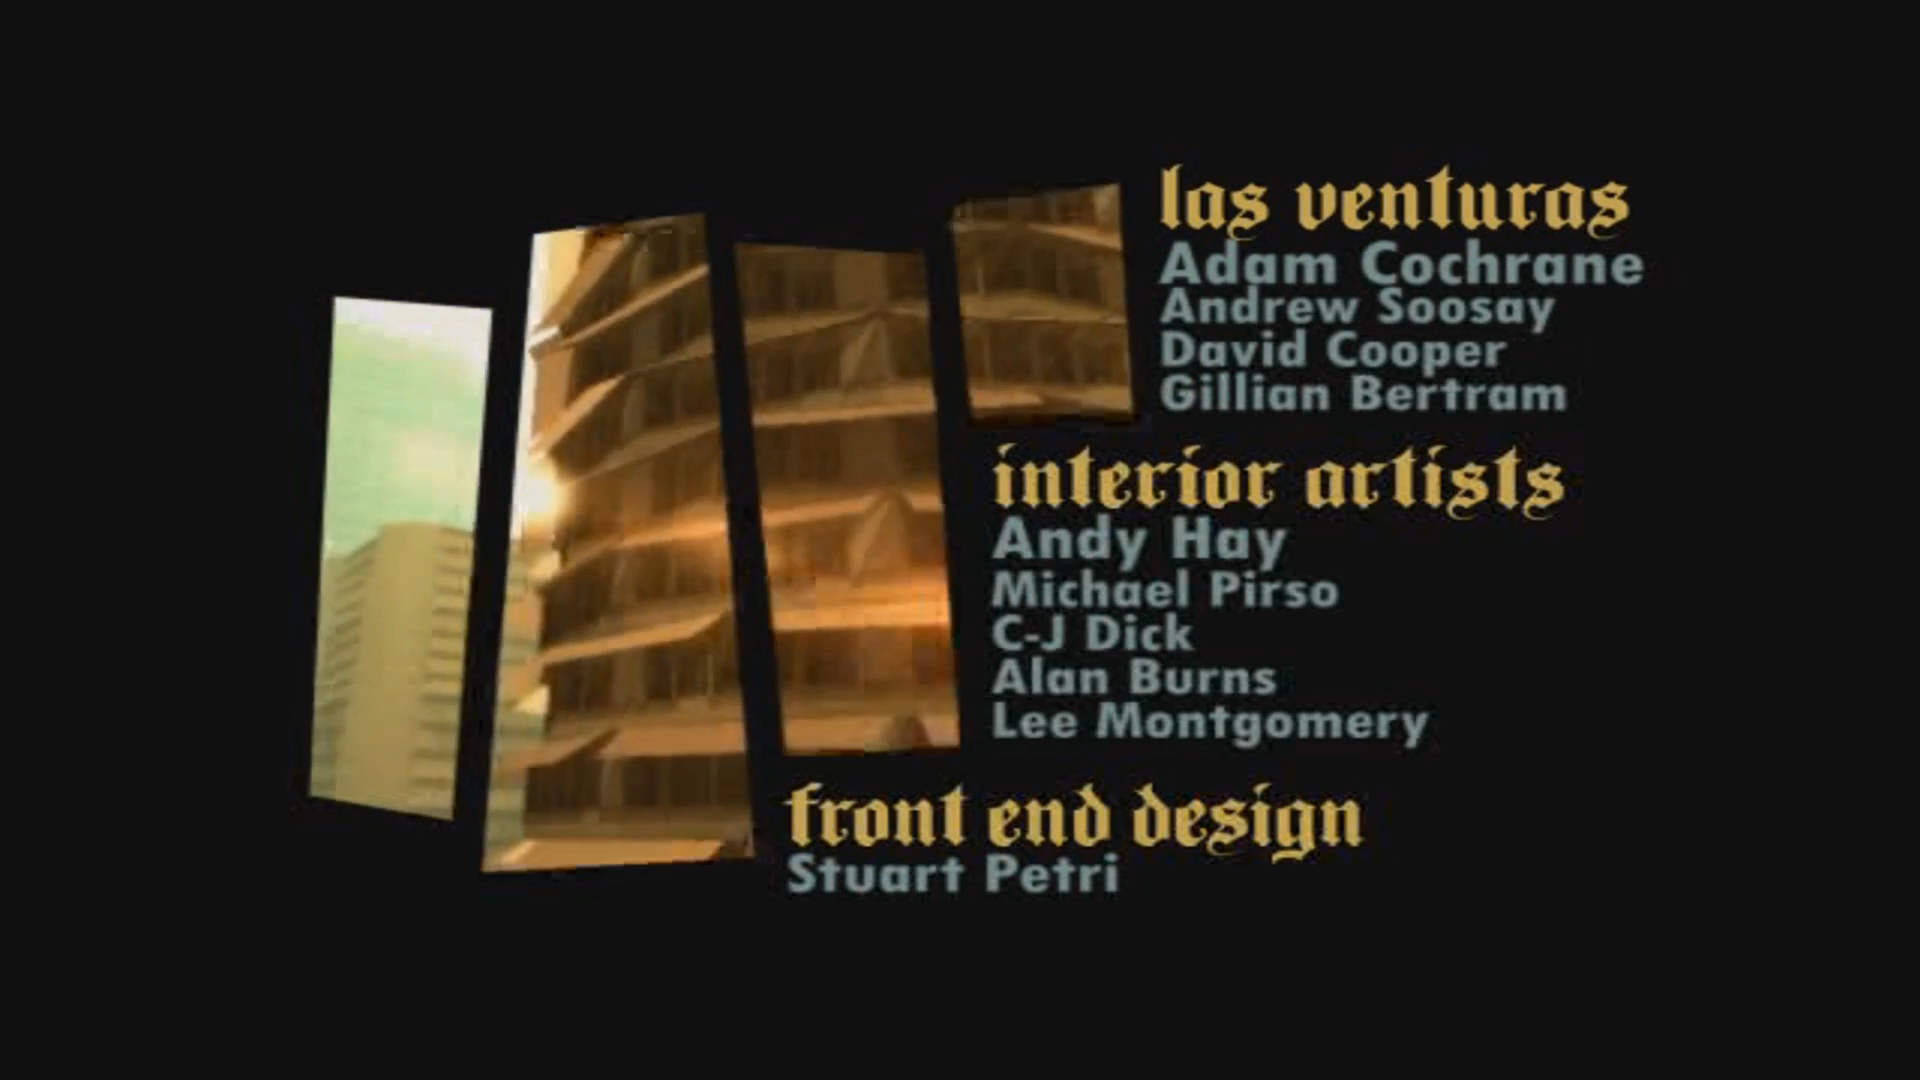 las venturas
Adam Cochrane
Andrew Soosay
David Cooper
Gillian Bertram
interior artists
Andy Hay
Michael Pirso
C-J Dick
Alan Burns
Lee Montgomery
front end design
Stuart Petri